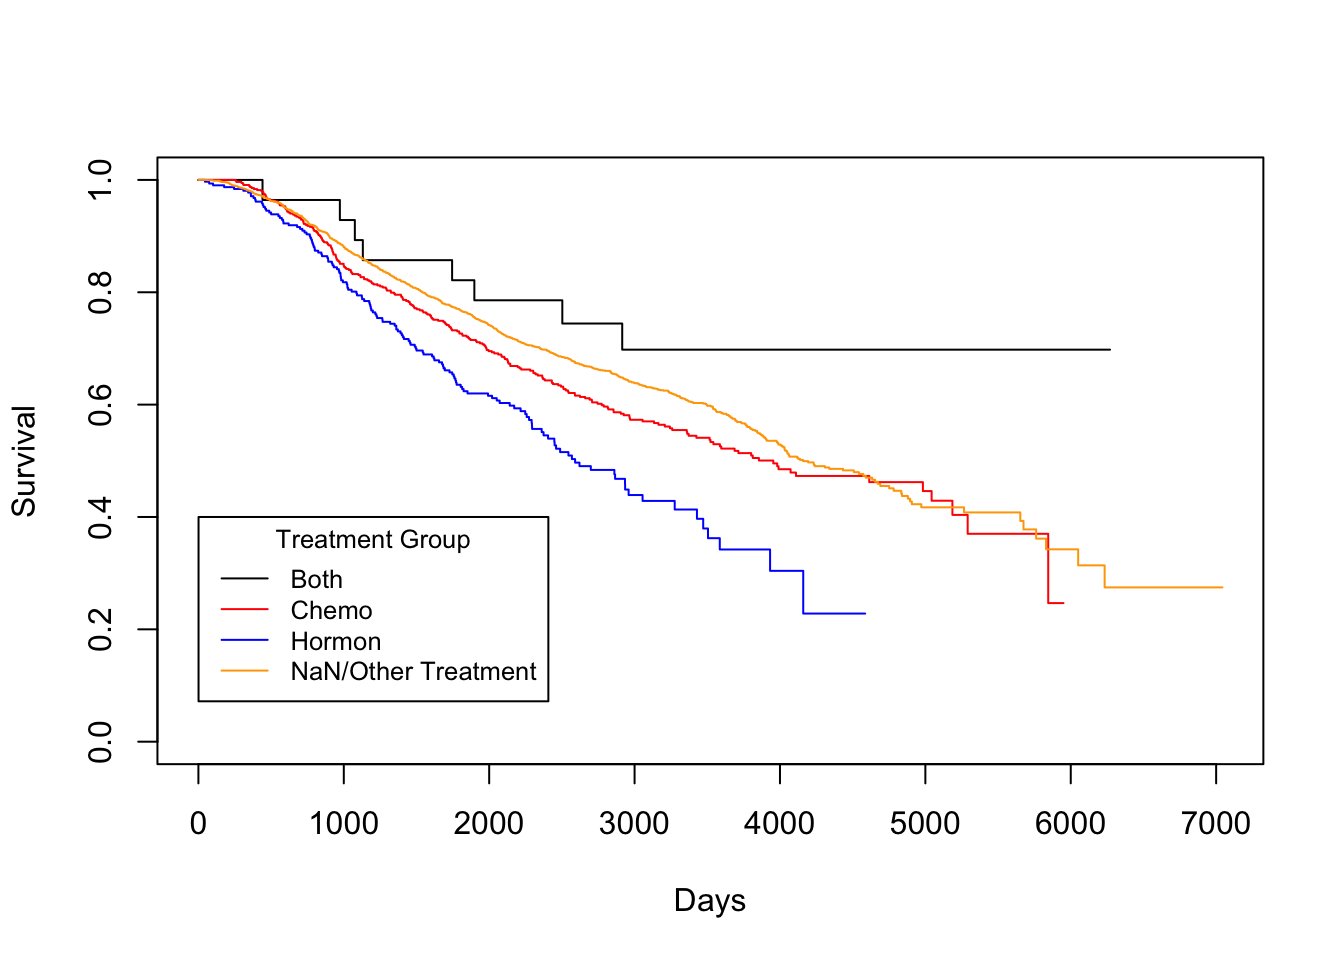 1.0
0.8
0.6
0.4
0.2
0.0
Survival
Treatment Group
Both
Chemo
Hormon
NaN/Other Treatment
0 1000 2000 3000 4000 5000 6000 7000
Days